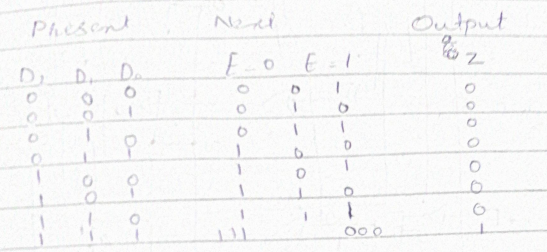 Present Next Output
D₂ D₁ D₀ E=0 E=1 Z
0 0 0 0 0 1 0
0 0 1 0 1 0 0
0 1 0 0 1 1 0
0 1 1 1 0 0 0
1 0 0 1 0 1 0
1 0 1 1 1 0 0
1 1 0 1 1 1 0
1 1 1 111 000 1